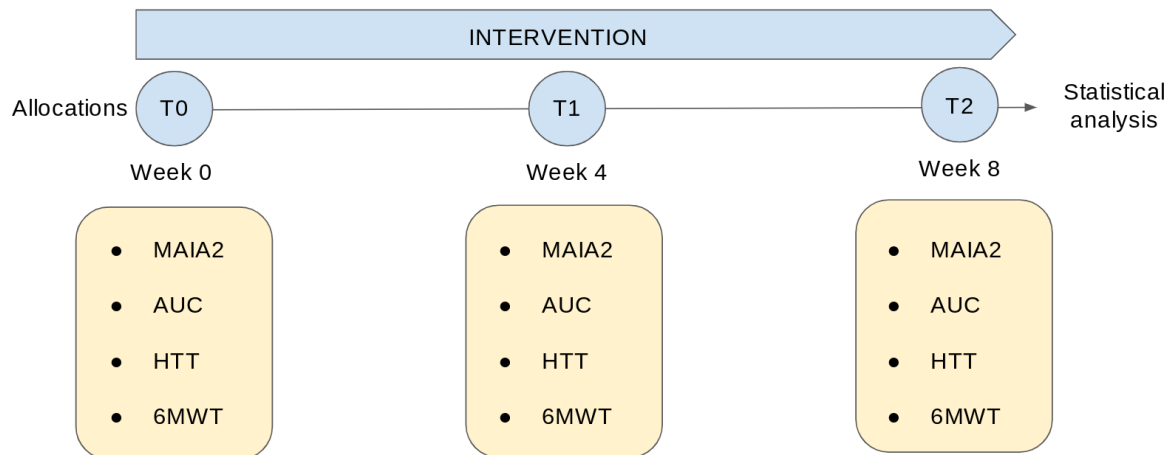 INTERVENTION
Allocations
T0
T1
T2
Statistical
analysis
Week 0
Week 4
Week 8
• MAIA2
• AUC
• HTT
• 6MWT
• MAIA2
• AUC
• HTT
• 6MWT
• MAIA2
• AUC
• HTT
• 6MWT